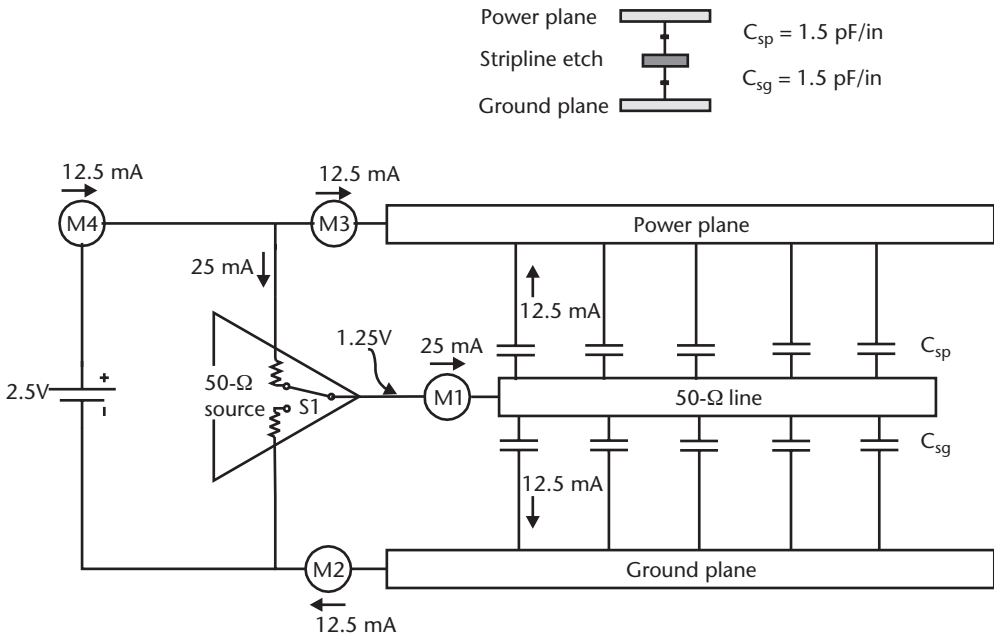 Power plane
C_sp = 1.5 pF/in
Stripline etch
C_sg = 1.5 pF/in
Ground plane
12.5 mA
12.5 mA
M4
M3
Power plane
25 mA
12.5 mA
1.25V
25 mA
C_sp
2.5V
+
-
50-Ω
source
S1
M1
50-Ω line
C_sg
12.5 mA
M2
Ground plane
12.5 mA